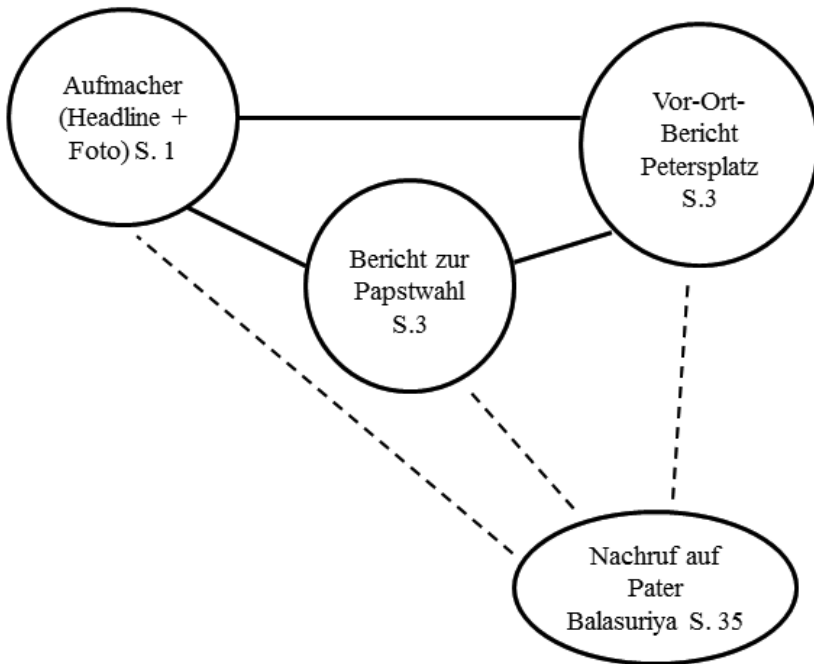 Aufmacher
(Headline +
Foto) S. 1
Vor-Ort-
Bericht
Petersplatz
S.3
Bericht zur
Papstwahl
S.3
Nachruf auf
Pater
Balasuriya S. 35